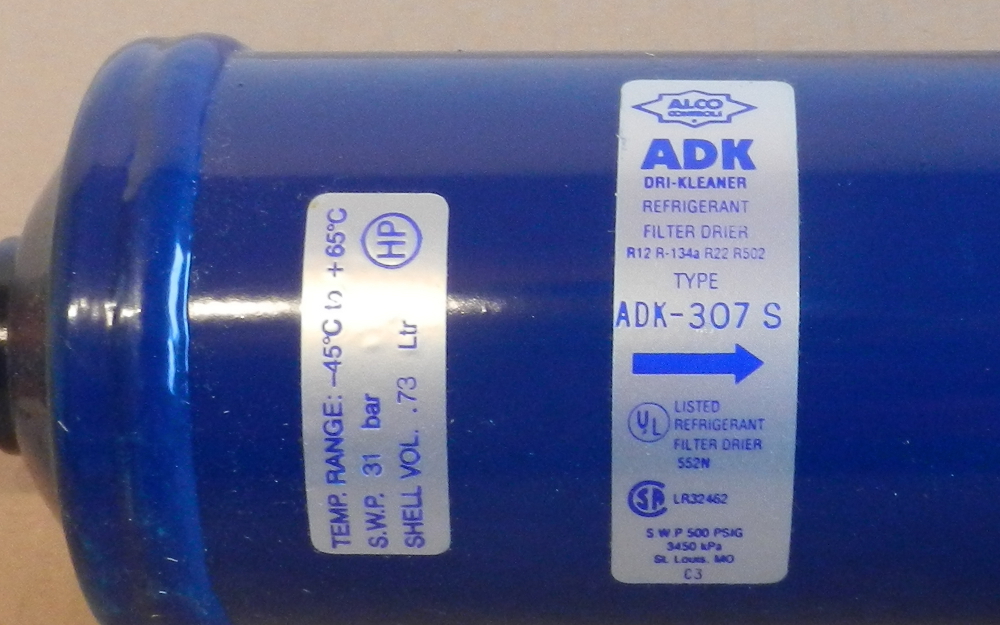 TEMP. RANGE: -45°C to +65°C
S.W.P. 31 bar
SHELL VOL. .73 Ltr
HP
ALCO
CONTROLS
ADK
DRI-KLEANER
REFRIGERANT
FILTER DRIER
R12 R-134a R22 R502
TYPE
ADK-307 S
UL
LISTED
REFRIGERANT
FILTER DRIER
552N
SA LR32462
S W P 500 PSIG
3450 kPa
St. Louis, MO
C3